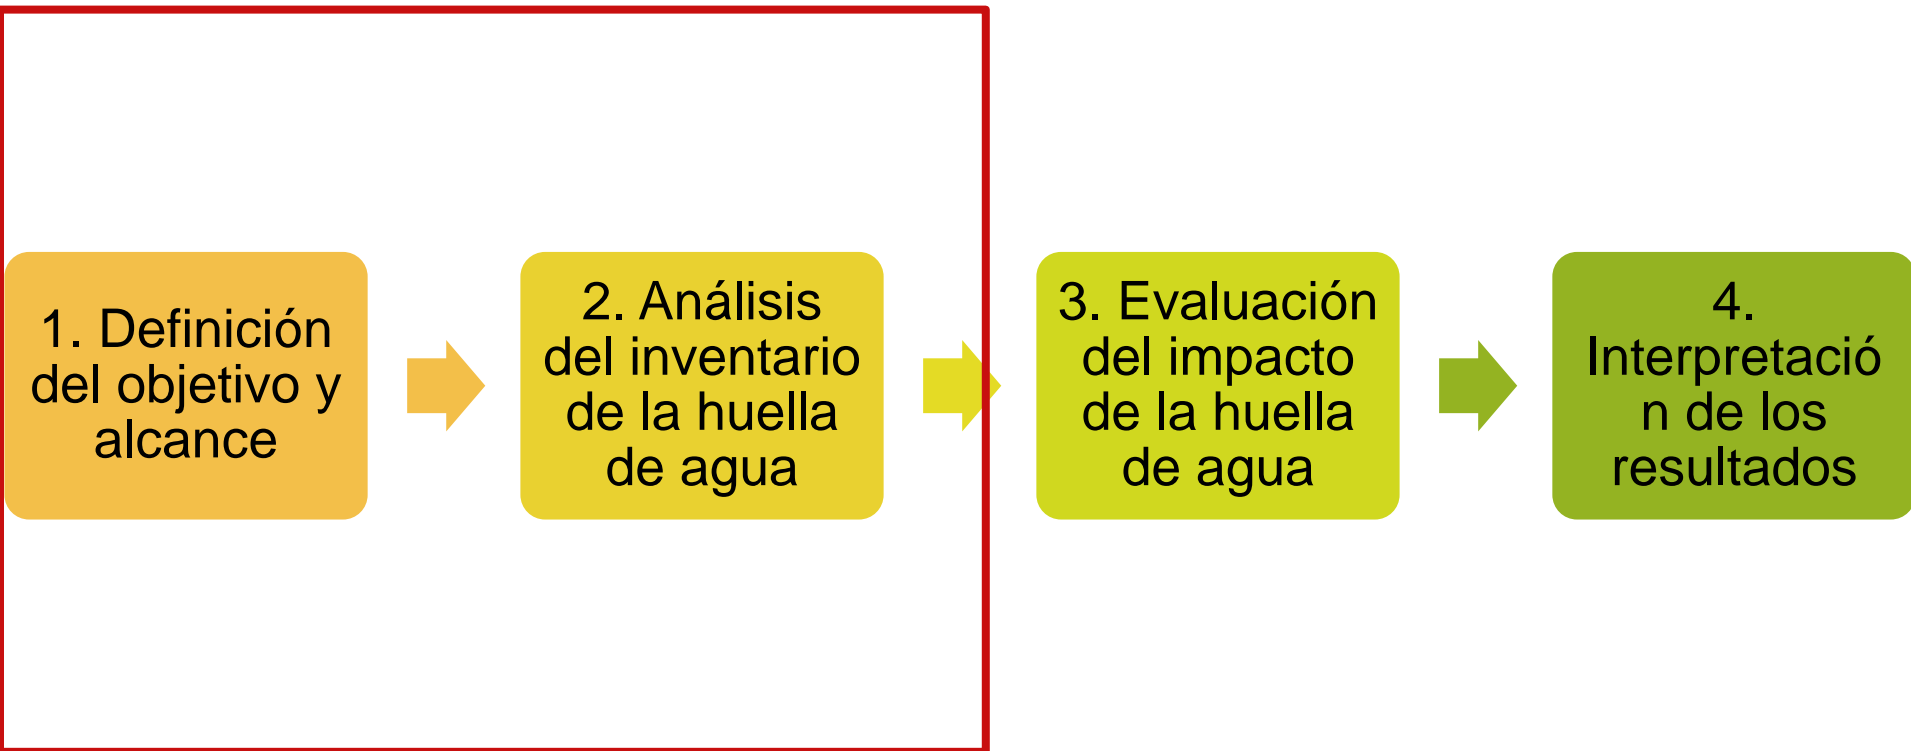 1. Definición
del objetivo y
alcance
2. Análisis
del inventario
de la huella
de agua
3. Evaluación
del impacto
de la huella
de agua
4.
Interpretació
n de los
resultados